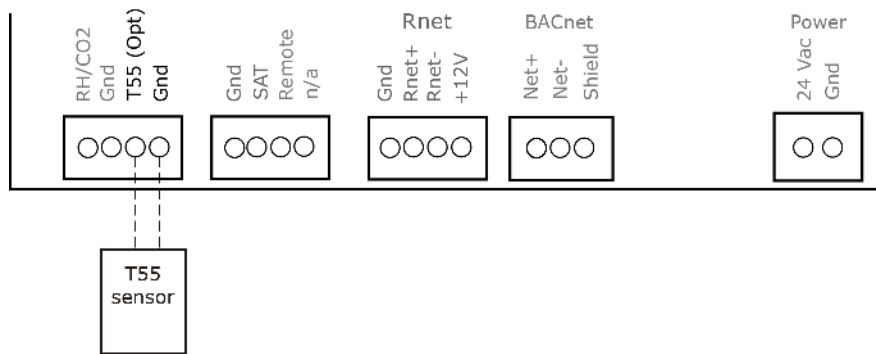 Rnet
BACnet
Power
RH/CO2
Gnd
T55 (Opt)
Gnd
Gnd
SAT
Remote
n/a
Gnd
Rnet+
Rnet-
+12V
Net+
Net-
Shield
24 Vac
Gnd
T55
sensor